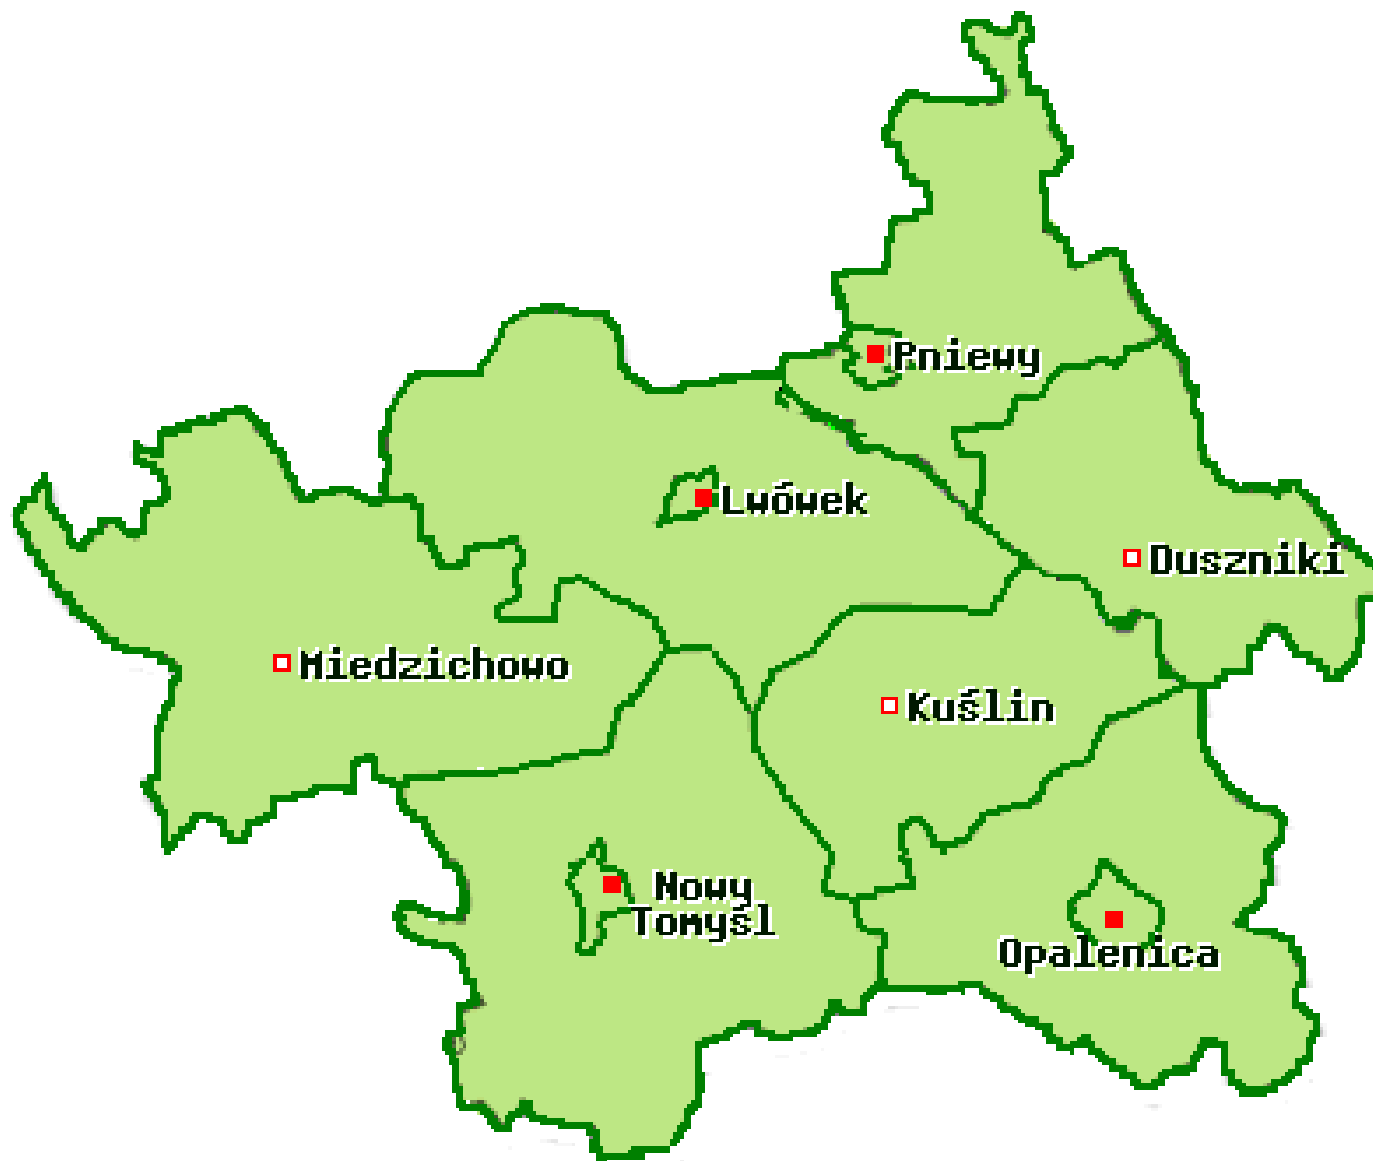 Pniewy
Lwówek
Duszniki
Miedzichowo
Kuślin
Nowy
Tomyśl
Opalenica